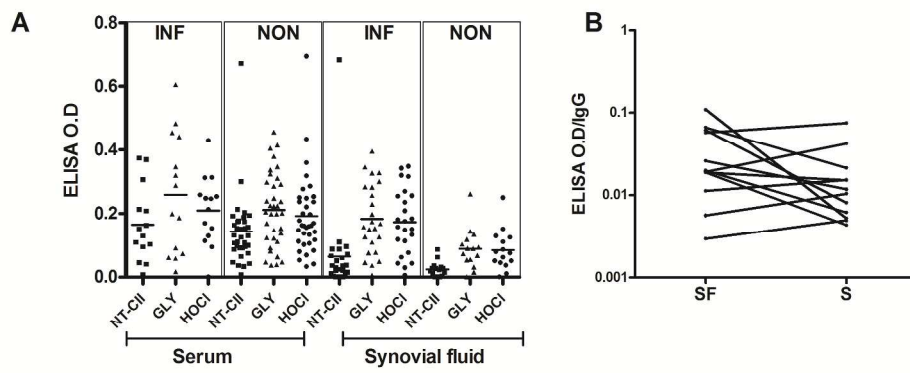 A
INF NON INF NON
ELISA O.D
0.8
0.6
0.4
0.2
0.0
NT-CII GLY HOCl NT-CII GLY HOCl NT-CII GLY HOCl NT-CII GLY HOCl
Serum Synovial fluid
B
ELISA O.D/IgG
1
0.1
0.01
0.001
SF S